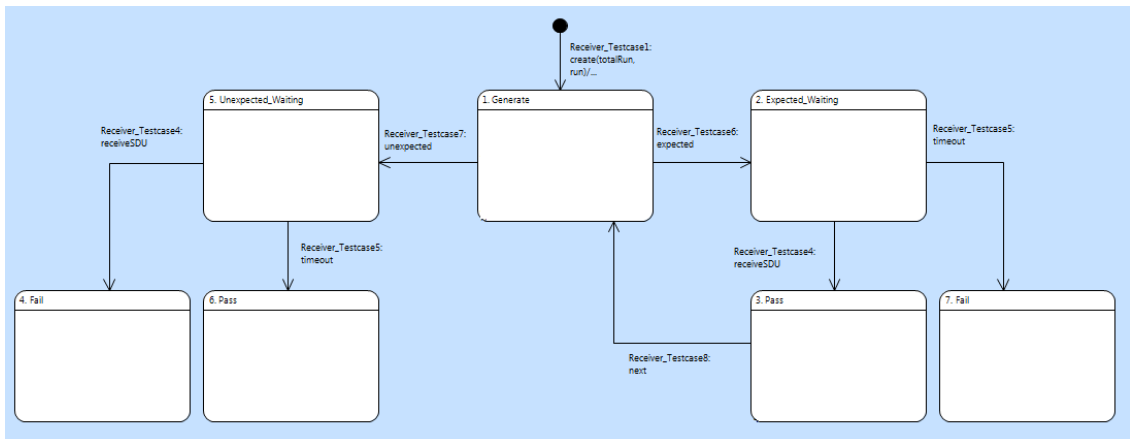 Receiver_Testcase1:
create(totalRun,
run)/...
5. Unexpected_Waiting
1. Generate
2. Expected_Waiting
Receiver_Testcase4:
receiveSDU
Receiver_Testcase7:
unexpected
Receiver_Testcase6:
expected
Receiver_Testcase5:
timeout
Receiver_Testcase5:
timeout
Receiver_Testcase4:
receiveSDU
4. Fail
6. Pass
3. Pass
7. Fail
Receiver_Testcase8:
next